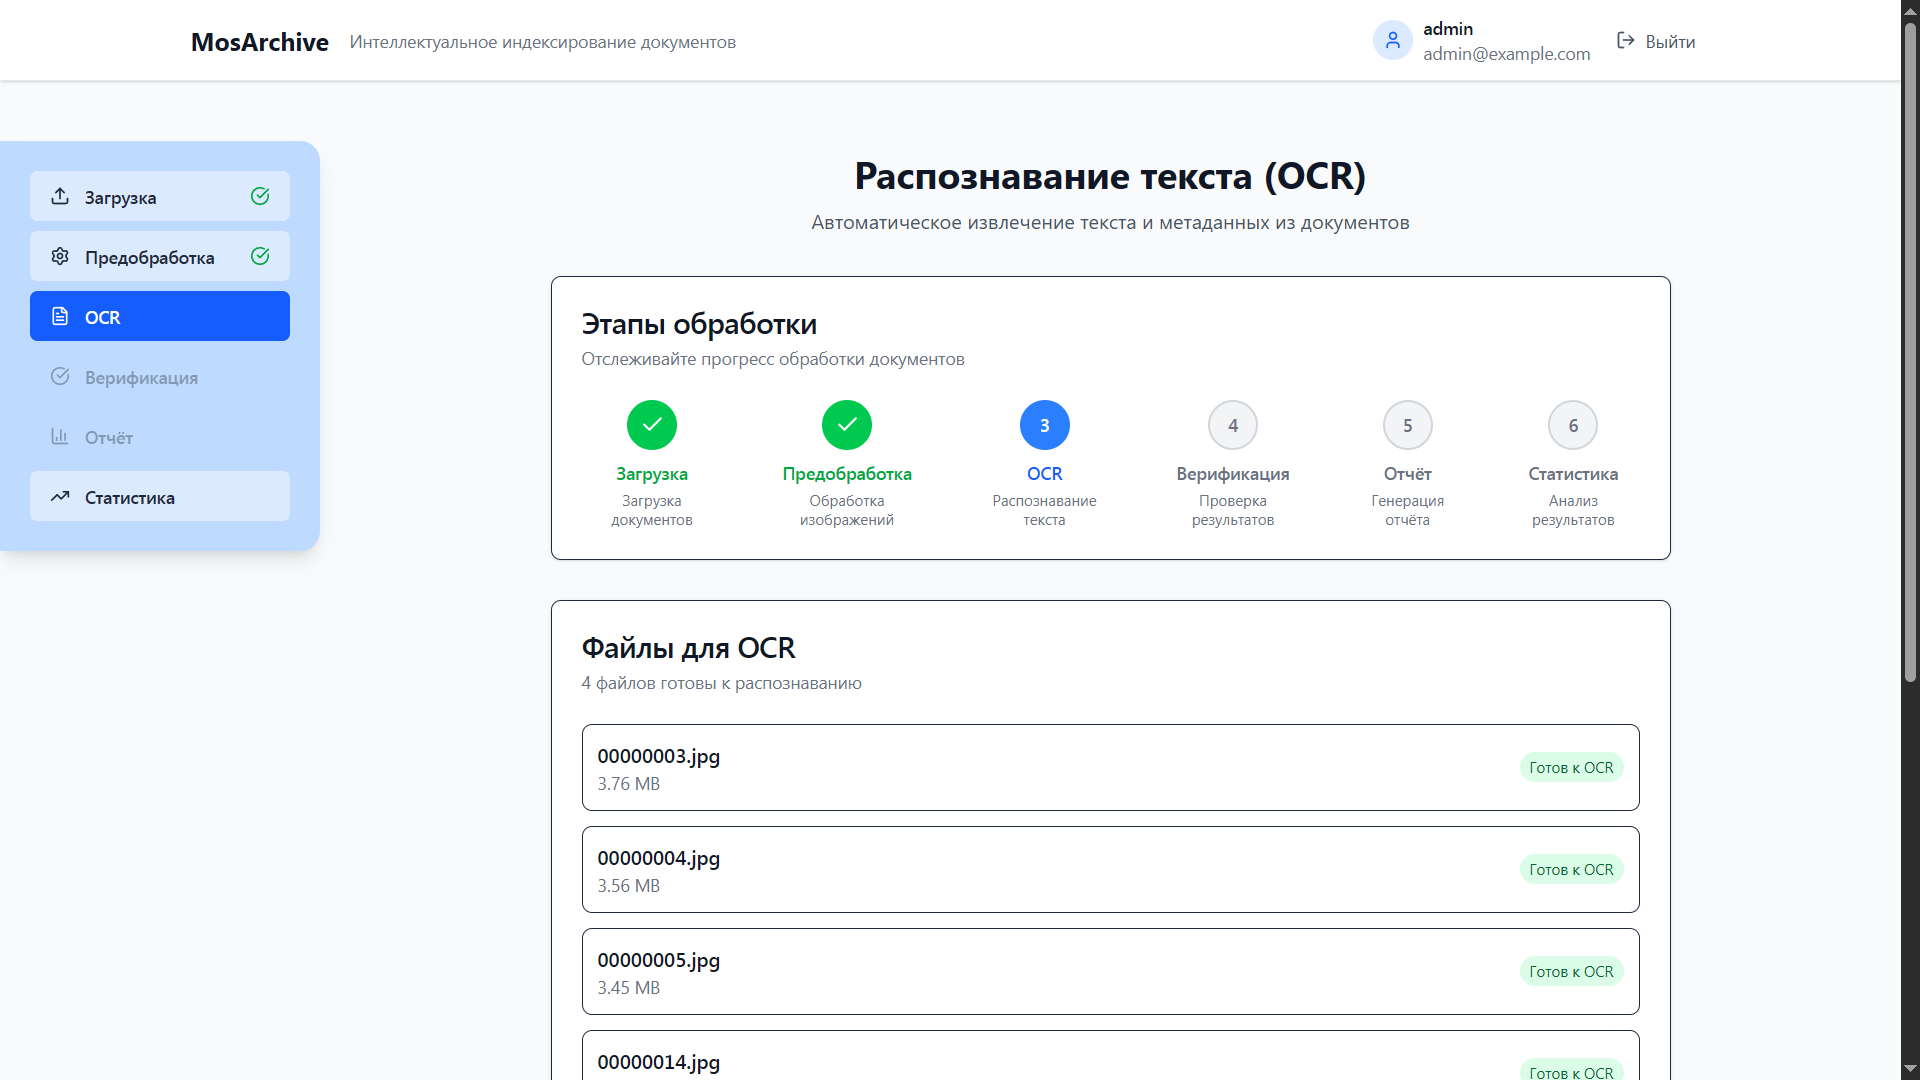 MosArchive
Интеллектуальное индексирование документов
admin
admin@example.com
Выйти
Загрузка
Предобработка
OCR
Верификация
Отчёт
Статистика
Распознавание текста (OCR)
Автоматическое извлечение текста и метаданных из документов
Этапы обработки
Отслеживайте прогресс обработки документов
Загрузка
Загрузка
документов
Предобработка
Обработка
изображений
3
OCR
Распознавание
текста
4
Верификация
Проверка
результатов
5
Отчёт
Генерация
отчёта
6
Статистика
Анализ
результатов
Файлы для OCR
4 файлов готовы к распознаванию
00000003.jpg
3.76 MB
Готов к OCR
00000004.jpg
3.56 MB
Готов к OCR
00000005.jpg
3.45 MB
Готов к OCR
00000014.jpg
Готов к OCR